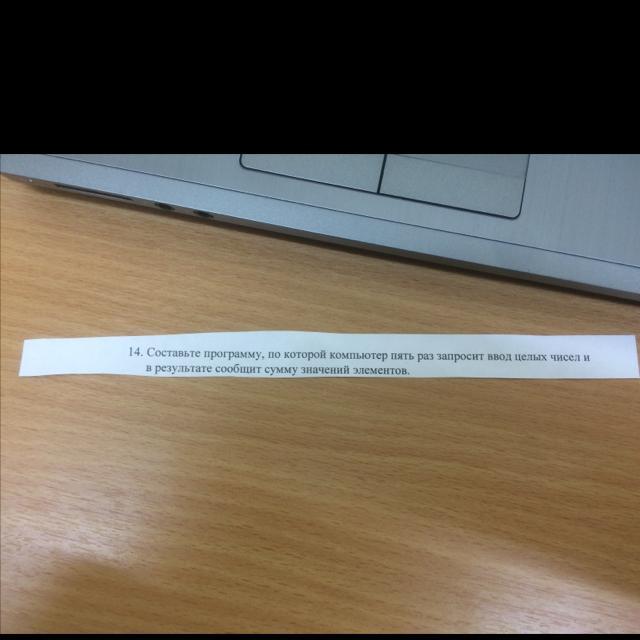 14. Составьте программу, по которой компьютер пять раз запросит ввод целых чисел и
в результате сообщит сумму значений элементов.